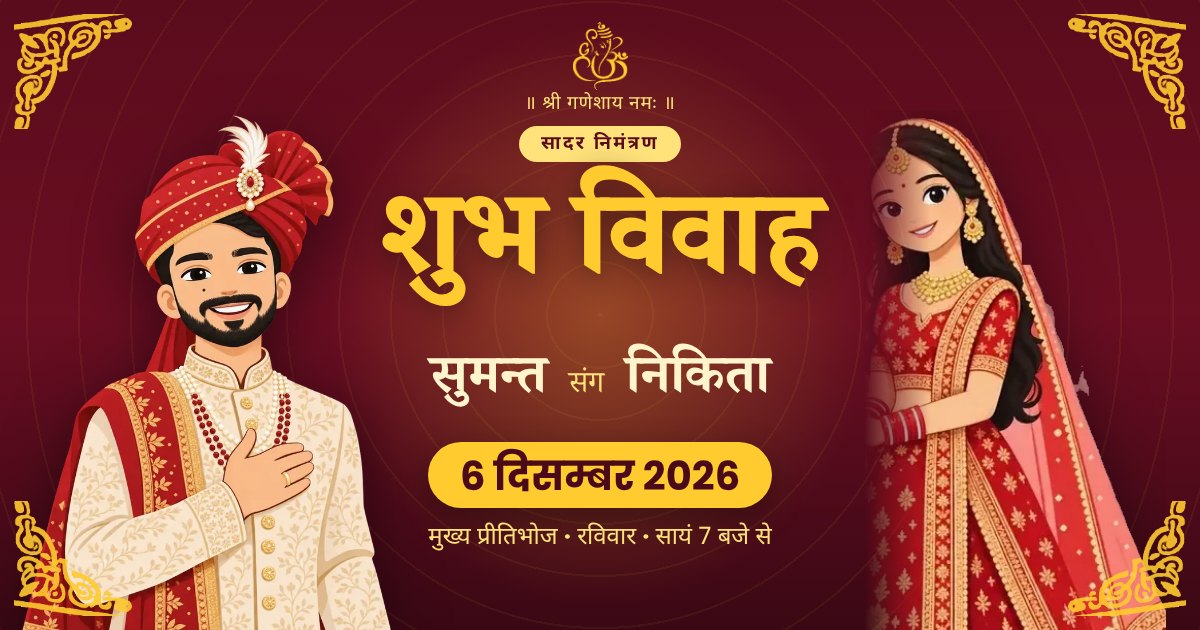 ॥ श्री गणेशाय नमः ॥
सादर निमंत्रण
शुभ विवाह
सुमन्त संग निकिता
6 दिसम्बर 2026
मुख्य प्रीतिभोज • रविवार • सायं 7 बजे से